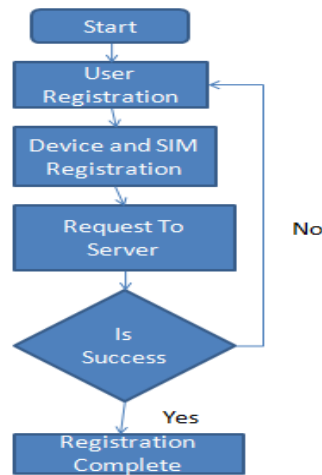 Start
User
Registration
Device and SIM
Registration
Request To
Server
No
Is
Success
Yes
Registration
Complete